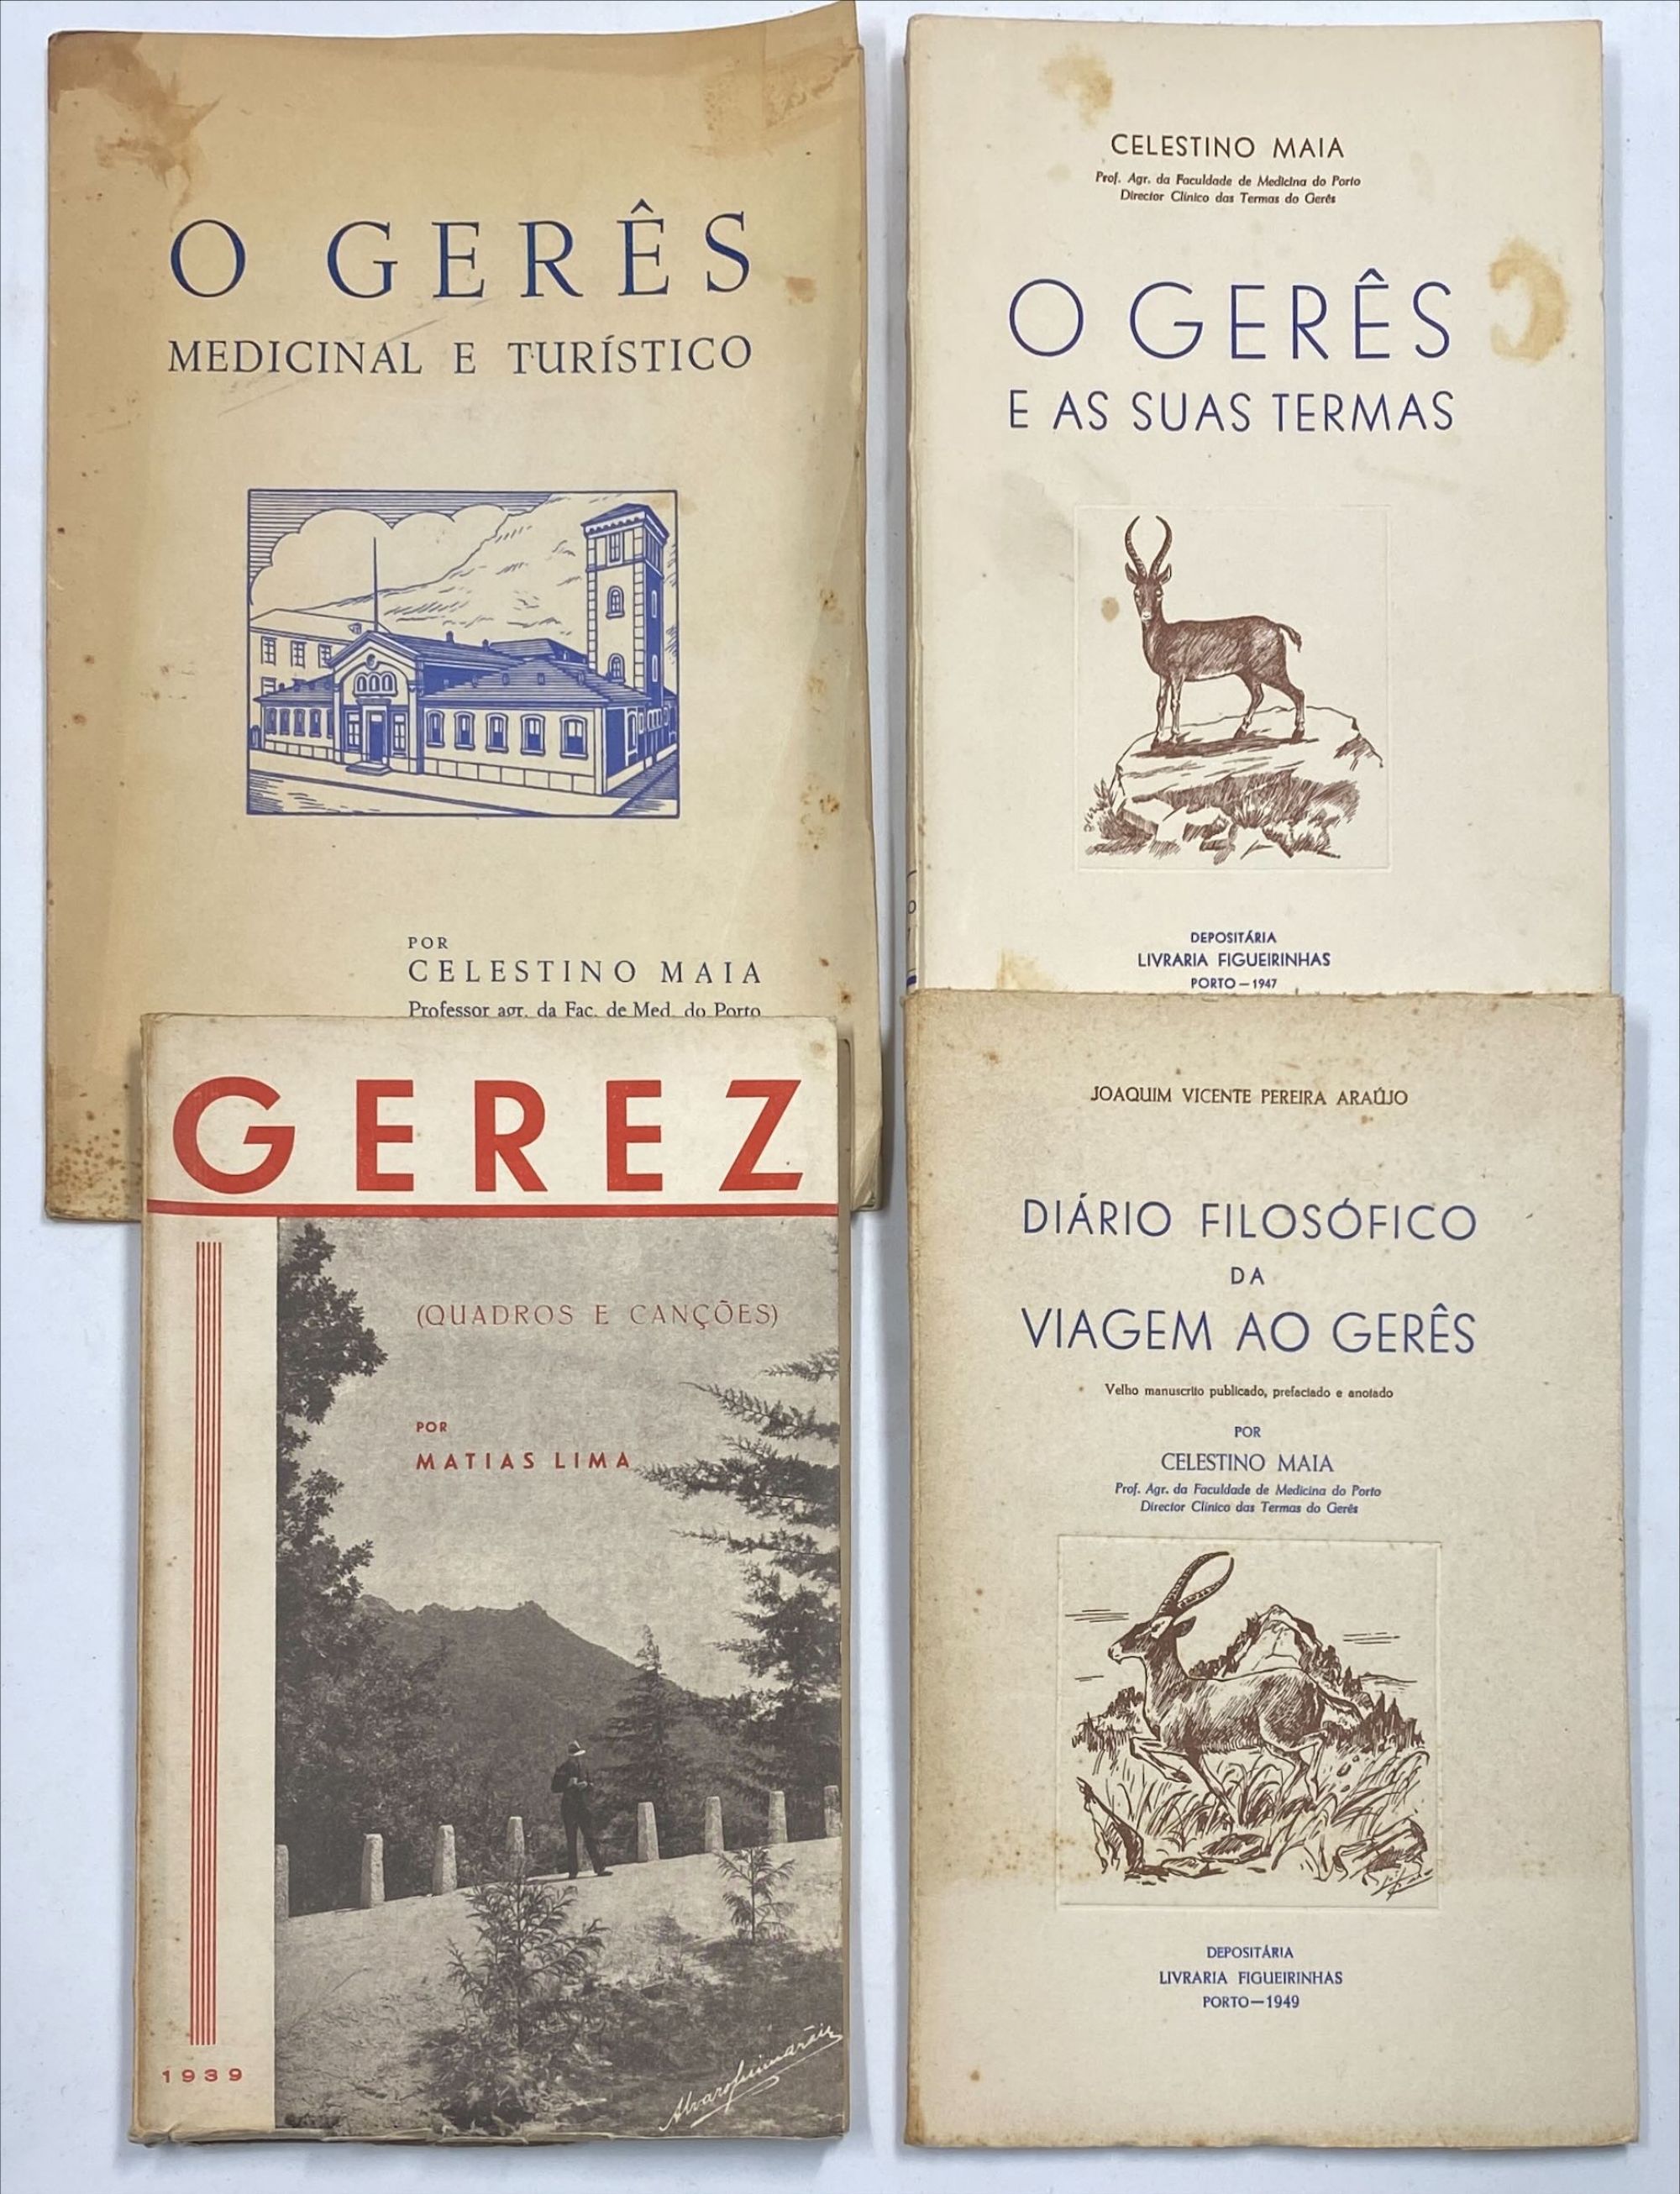 O GERÊS
MEDICINAL E TURÍSTICO
POR
CELESTINO MAIA
Professor agr. da Fac. de Med. do Porto
CELESTINO MAIA
Prof. Agr. da Faculdade de Medicina do Porto
Director Clínico das Termas do Gerês
O GERÊS
E AS SUAS TERMAS
DEPOSITÁRIA
LIVRARIA FIGUEIRINHAS
PORTO — 1947
GEREZ
(QUADROS E CANÇÕES)
POR
MATIAS LIMA
1939
Alvaro Guimarães
JOAQUIM VICENTE PEREIRA ARAÚJO
DIÁRIO FILOSÓFICO
DA
VIAGEM AO GERÊS
Velho manuscrito publicado, prefaciado e anotado
POR
CELESTINO MAIA
Prof. Agr. da Faculdade de Medicina do Porto
Director Clínico das Termas do Gerês
DEPOSITÁRIA
LIVRARIA FIGUEIRINHAS
PORTO — 1949